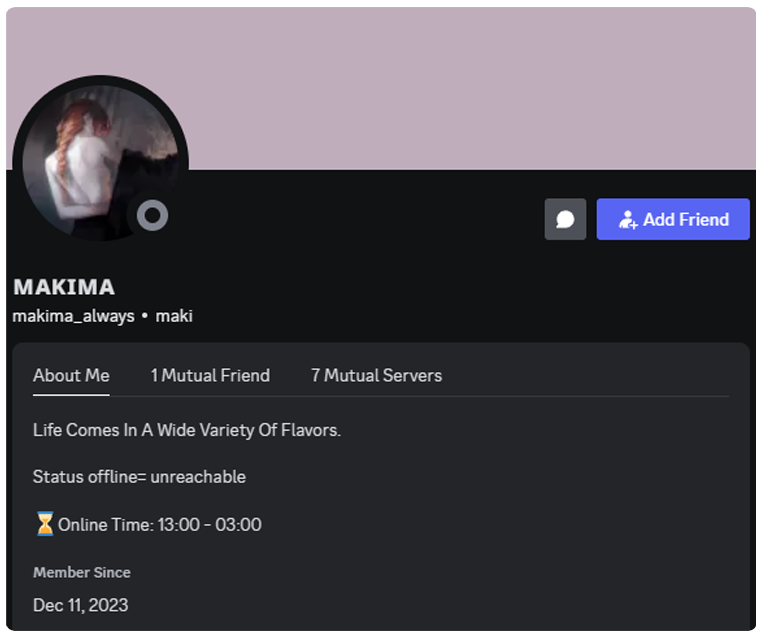 Add Friend
MAKIMA
makima_always • maki
About Me 1 Mutual Friend 7 Mutual Servers
Life Comes In A Wide Variety Of Flavors.
Status offline= unreachable
⏳Online Time: 13:00 - 03:00
Member Since
Dec 11, 2023